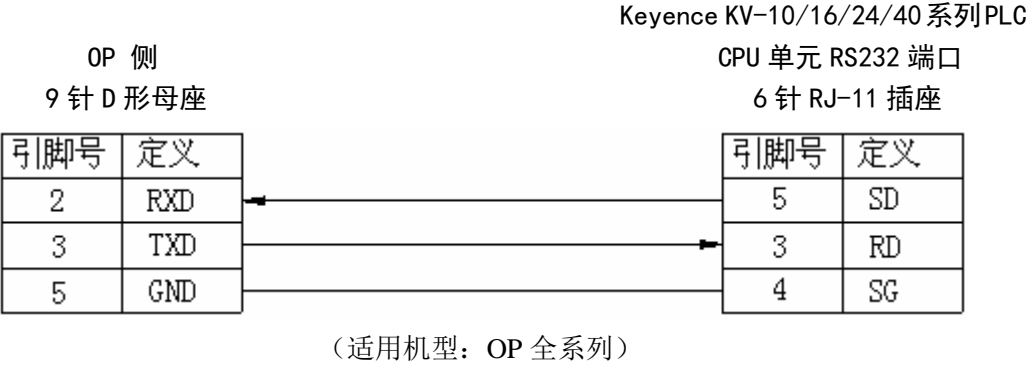 Keyence KV-10/16/24/40系列PLC
OP 侧 CPU 单元 RS232 端口
9 针 D 形母座 6 针 RJ-11 插座
引脚号 定义 引脚号 定义
2 RXD 5 SD
3 TXD 3 RD
5 GND 4 SG
（适用机型：OP 全系列）